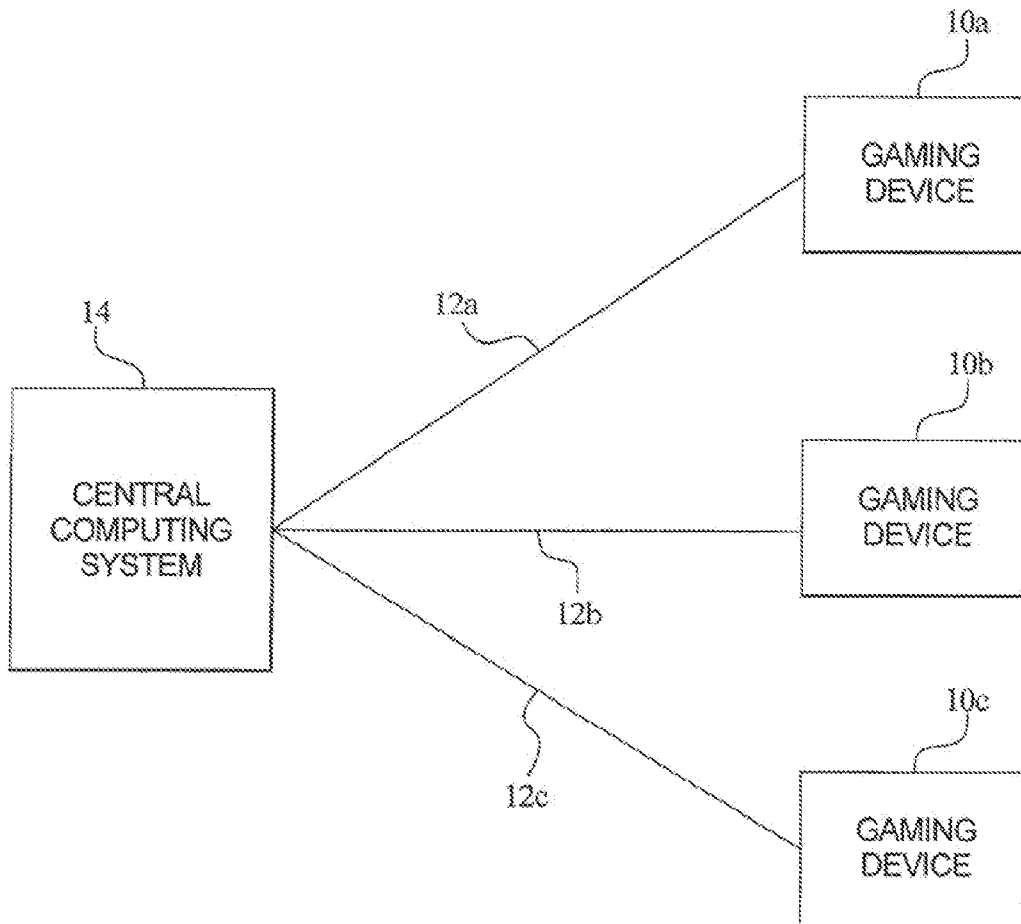 10a
GAMING
DEVICE
12a
14
10b
CENTRAL
COMPUTING
SYSTEM
GAMING
DEVICE
12b
10c
12c
GAMING
DEVICE